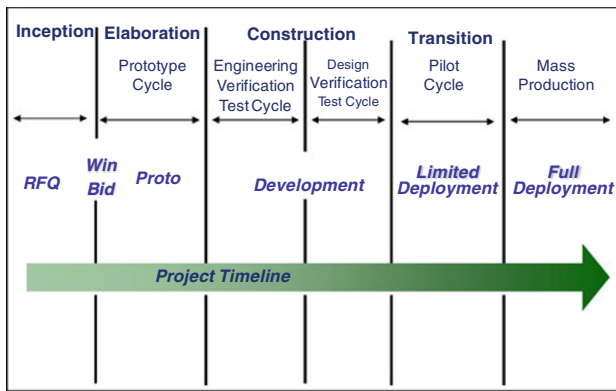 Inception
Elaboration
Construction
Transition
Prototype
Cycle
Engineering
Verification
Test Cycle
Design
Verification
Test Cycle
Pilot
Cycle
Mass
Production
RFQ
Win
Bid
Proto
Development
Limited
Deployment
Full
Deployment
Project Timeline